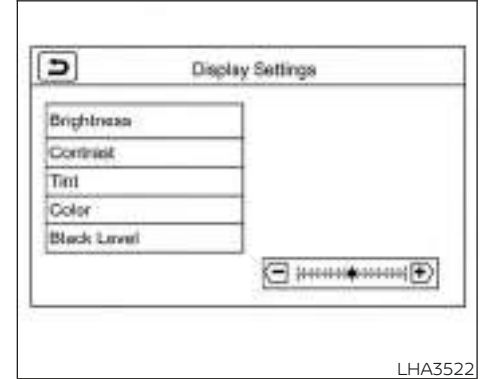 Display Settings
Brightness
Contrast
Tint
Color
Black Level
LHA3522